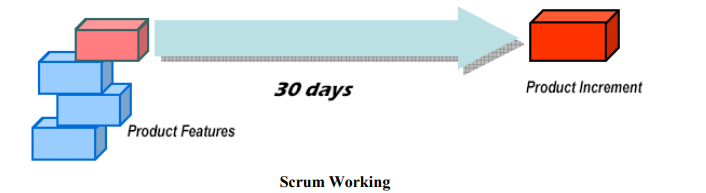 30 days
Product Increment
Product Features
Scrum Working